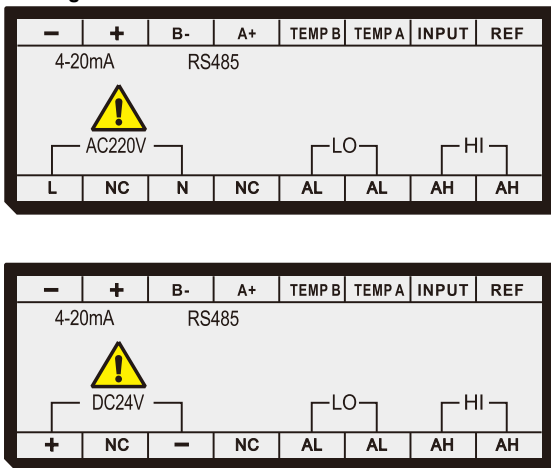 − + B- A+ TEMP B TEMP A INPUT REF
4-20mA RS485
AC220V LO HI
L NC N NC AL AL AH AH
− + B- A+ TEMP B TEMP A INPUT REF
4-20mA RS485
DC24V LO HI
+ NC − NC AL AL AH AH